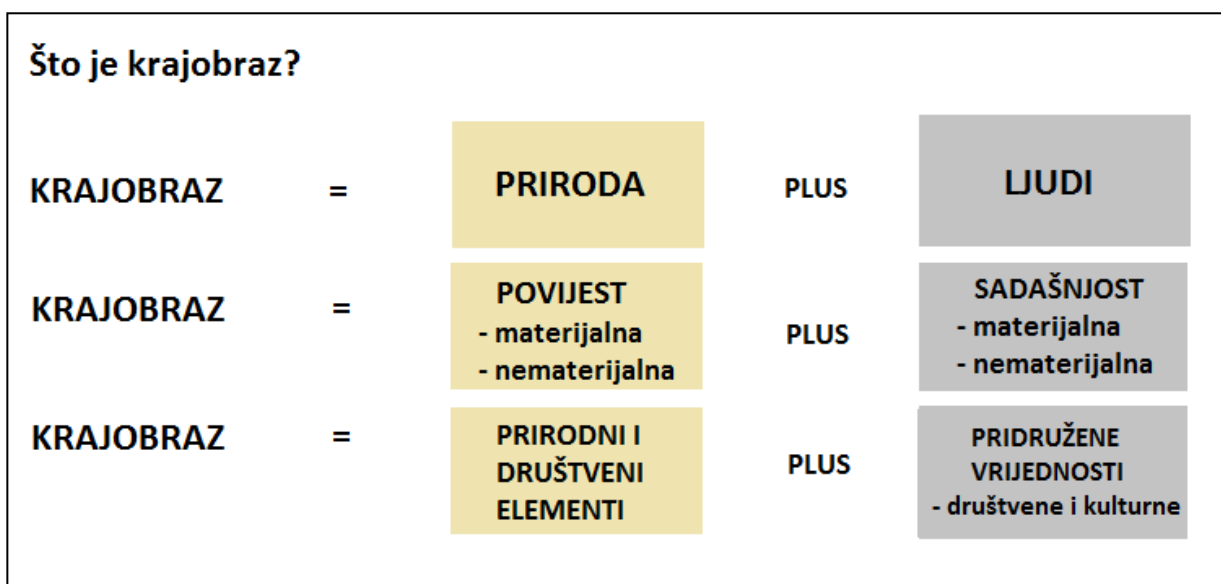 Što je krajobraz?
KRAJOBRAZ = PRIRODA PLUS LJUDI
KRAJOBRAZ = POVIJEST PLUS SADAŠNJOST
- materijalna - materijalna
- nematerijalna - nematerijalna
KRAJOBRAZ = PRIRODNI I PLUS PRIDRUŽENE
DRUŠTVENI VRIJEDNOSTI
ELEMENTI - društvene i kulturne